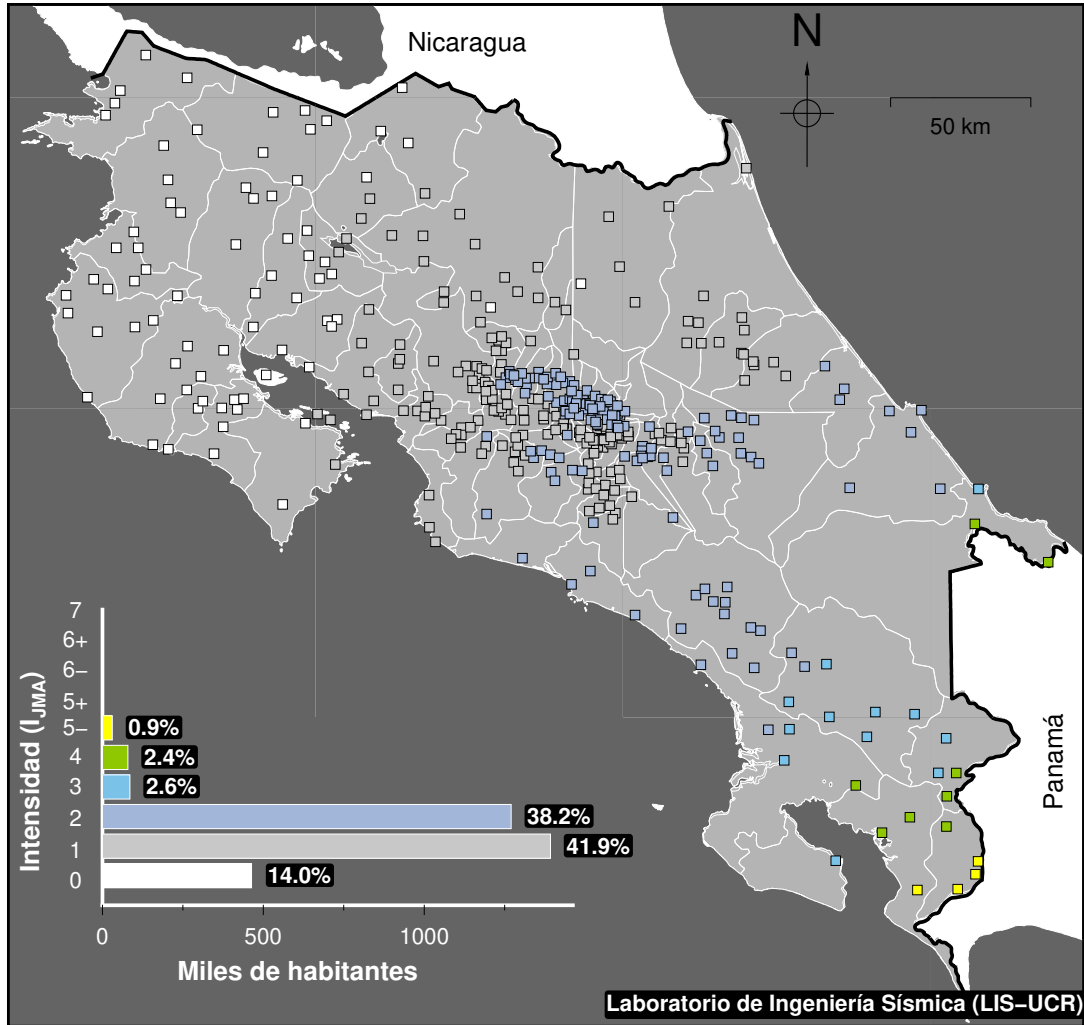 Nicaragua
N
50 km
Panamá
Intensidad (I_JMA)
7
6+
6−
5+
5−
4
3
2
1
0
0.9%
2.4%
2.6%
38.2%
41.9%
14.0%
0 500 1000
Miles de habitantes
Laboratorio de Ingeniería Sísmica (LIS−UCR)